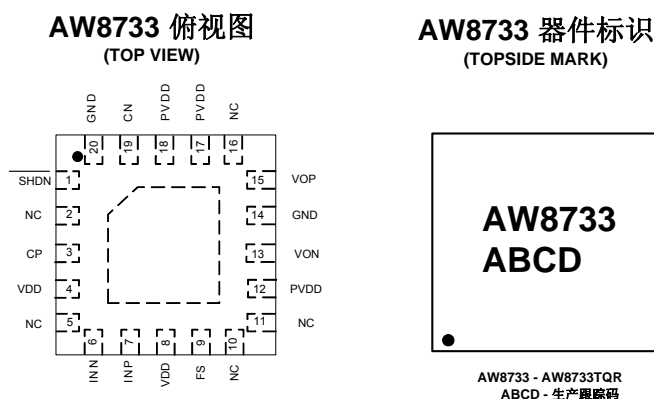 AW8733 俯视图
(TOP VIEW)
GND
CN
PVDD
PVDD
NC
20
19
18
17
16
SHDN 1
15 VOP
NC 2
14 GND
CP 3
13 VON
VDD 4
12 PVDD
NC 5
11 NC
6
7
8
9
10
INN
INP
VDD
FS
NC
AW8733 器件标识
(TOPSIDE MARK)
AW8733
ABCD
AW8733 - AW8733TQR
ABCD - 生产跟踪码